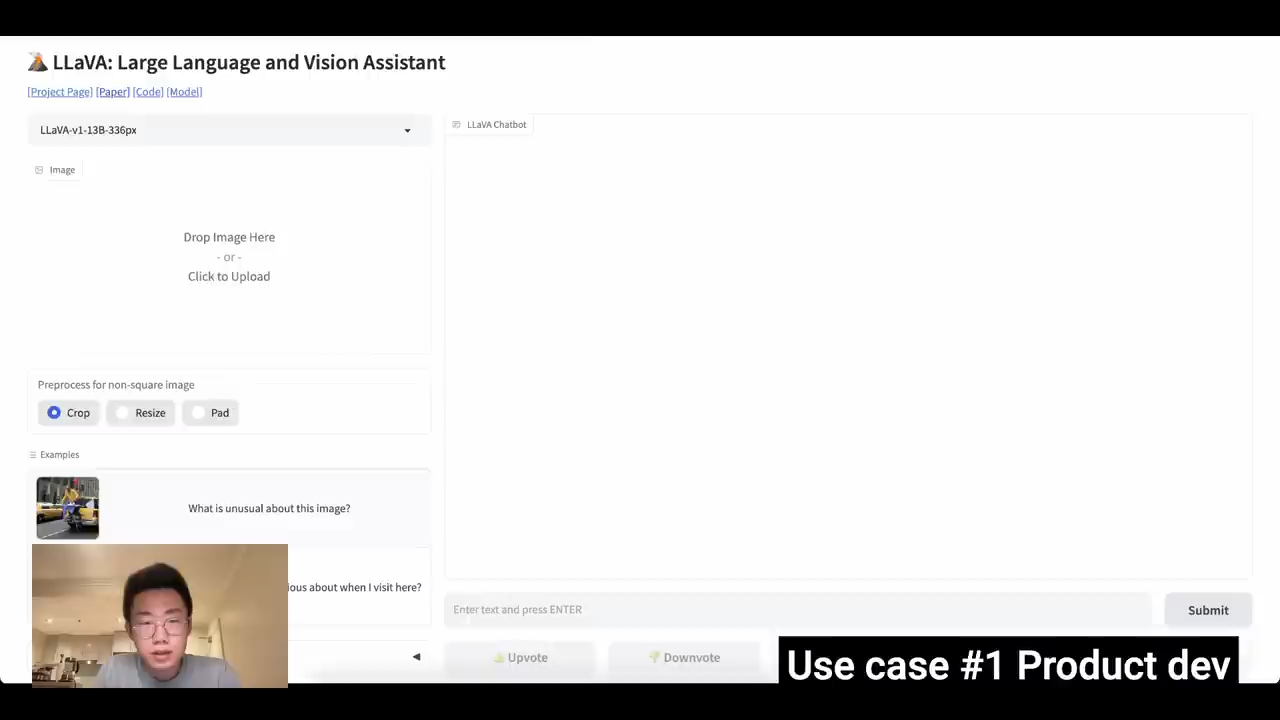 LLaVA: Large Language and Vision Assistant
[Project Page] [Paper] [Code] [Model]
LLaVA-v1-13B-336px
Image
Drop Image Here
- or -
Click to Upload
Preprocess for non-square image
Crop
Resize
Pad
Examples
What is unusual about this image?
ious about when I visit here?
LLaVA Chatbot
Enter text and press ENTER
Submit
Upvote
Downvote
Use case #1 Product dev